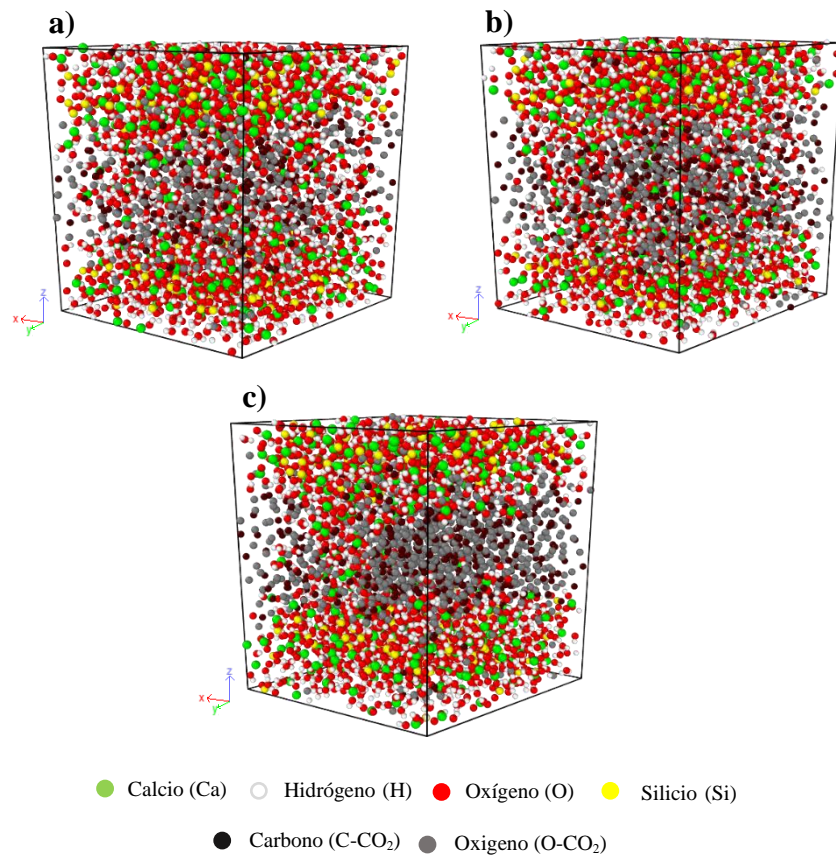 a)
z
x
y
b)
z
x
y
c)
z
x
y
Calcio (Ca) Hidrógeno (H) Oxígeno (O) Silicio (Si)
Carbono (C-CO₂) Oxigeno (O-CO₂)